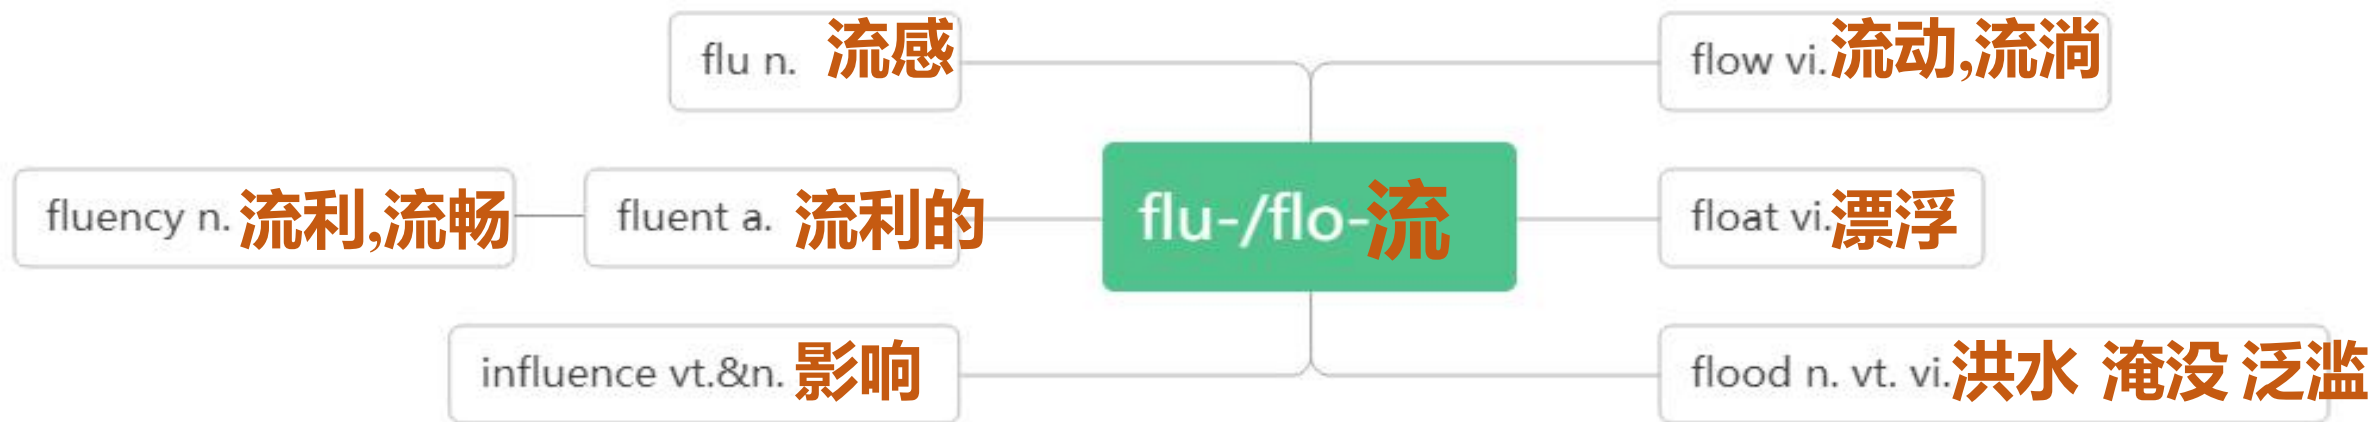 flu n. 流感
flow vi.流动,流淌
fluency n. 流利,流畅
fluent a. 流利的
flu-/flo-流
float vi.漂浮
influence vt.&n. 影响
flood n. vt. vi.洪水 淹没 泛滥